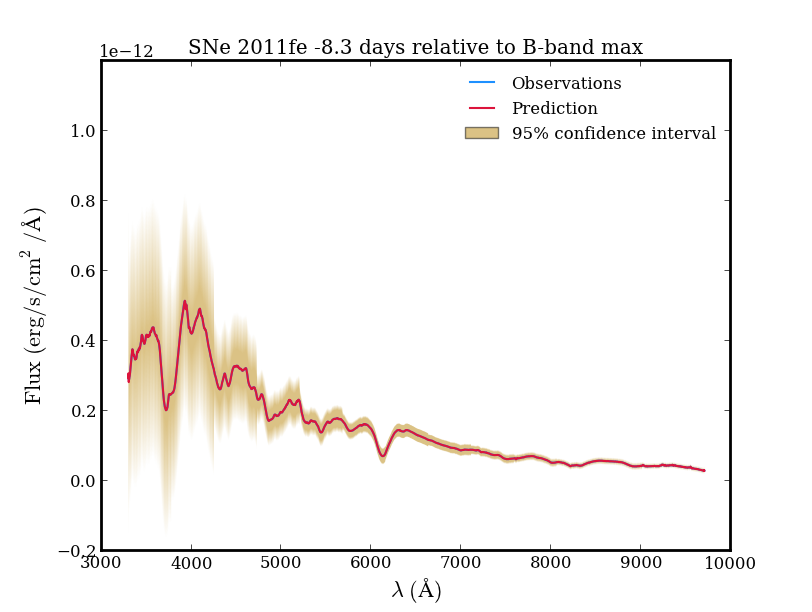 1e−12
SNe 2011fe -8.3 days relative to B-band max
Observations
Prediction
95% confidence interval
1.0
0.8
0.6
0.4
0.2
0.0
−0.2
Flux (erg/s/cm² /Å)
3000 4000 5000 6000 7000 8000 9000 10000
λ (Å)